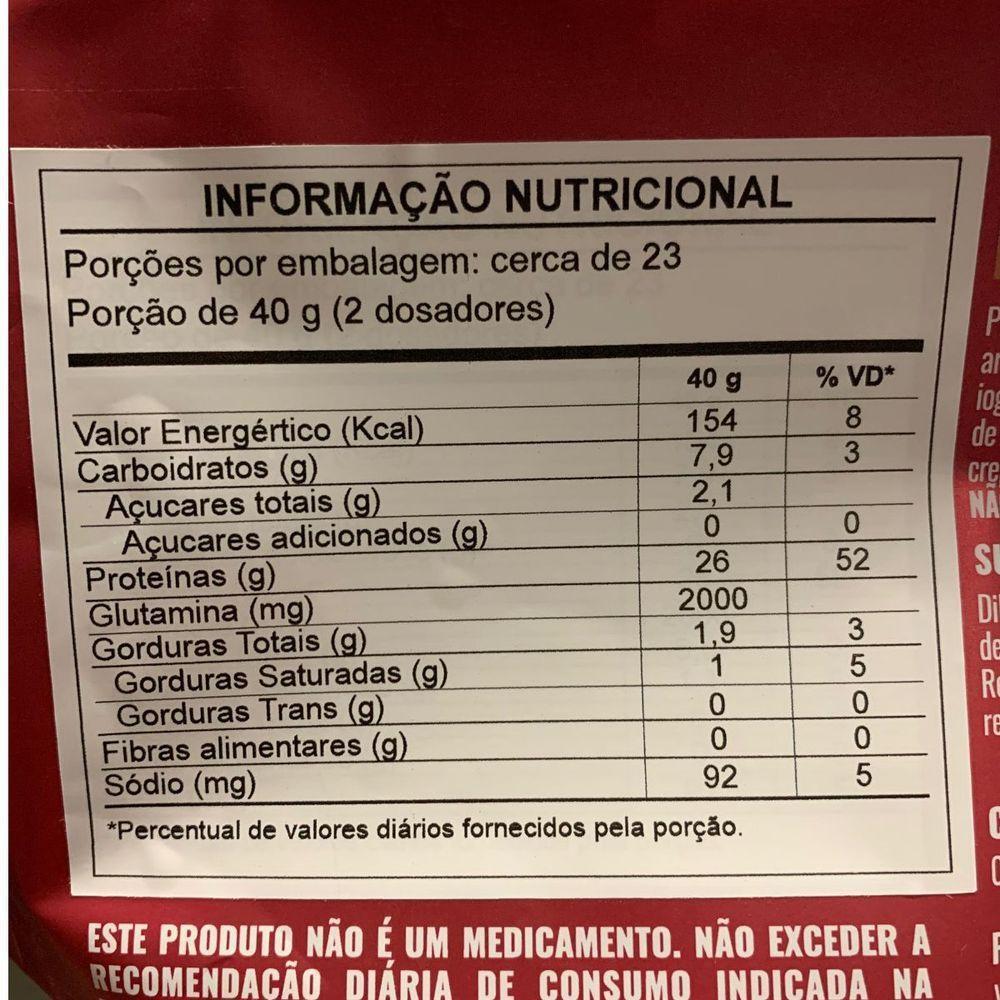 INFORMAÇÃO NUTRICIONAL
Porções por embalagem: cerca de 23
Porção de 40 g (2 dosadores)
40 g % VD*
Valor Energértico (Kcal) 154 8
Carboidratos (g) 7,9 3
Açucares totais (g) 2,1
Açucares adicionados (g) 0 0
Proteínas (g) 26 52
Glutamina (mg) 2000
Gorduras Totais (g) 1,9 3
Gorduras Saturadas (g) 1 5
Gorduras Trans (g) 0 0
Fibras alimentares (g) 0 0
Sódio (mg) 92 5
*Percentual de valores diários fornecidos pela porção.
ESTE PRODUTO NÃO É UM MEDICAMENTO. NÃO EXCEDER A
RECOMENDAÇÃO DIÁRIA DE CONSUMO INDICADA NA
de